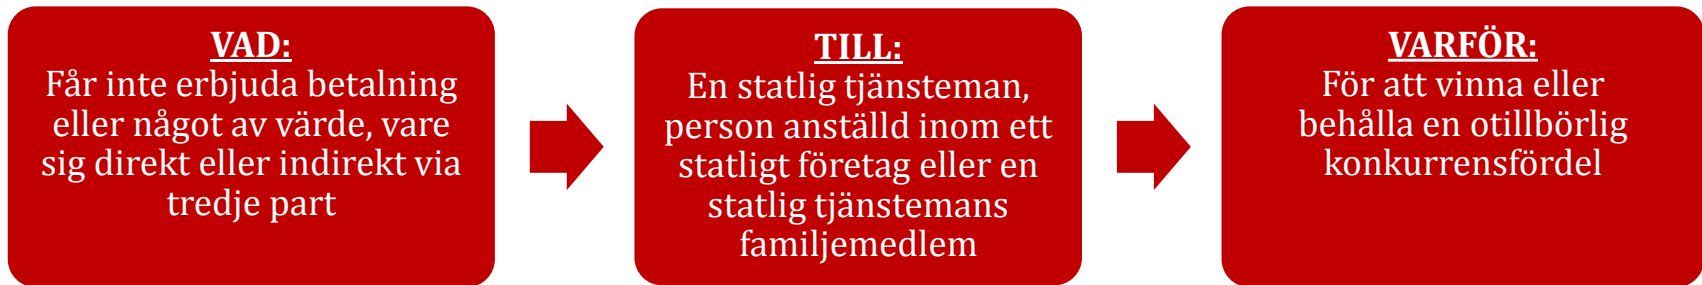 VAD:
Får inte erbjuda betalning
eller något av värde, vare
sig direkt eller indirekt via
tredje part
TILL:
En statlig tjänsteman,
person anställd inom ett
statligt företag eller en
statlig tjänstemans
familjemedlem
VARFÖR:
För att vinna eller
behålla en otillbörlig
konkurrensfördel